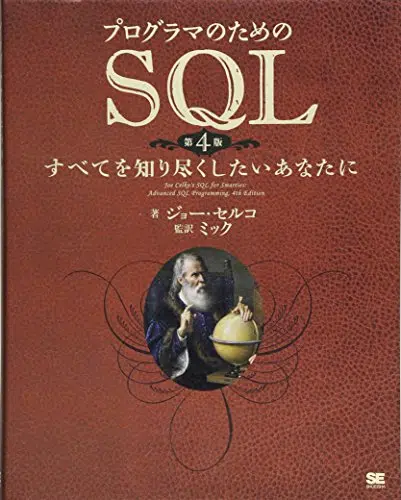 プログラマのための
SQL
第4版
すべてを知り尽くしたいあなたに
Joe Celko's SQL for Smarties:
Advanced SQL Programming, 4th Edition
著 ジョー・セルコ
監訳 ミック
SE
SHOEISHA